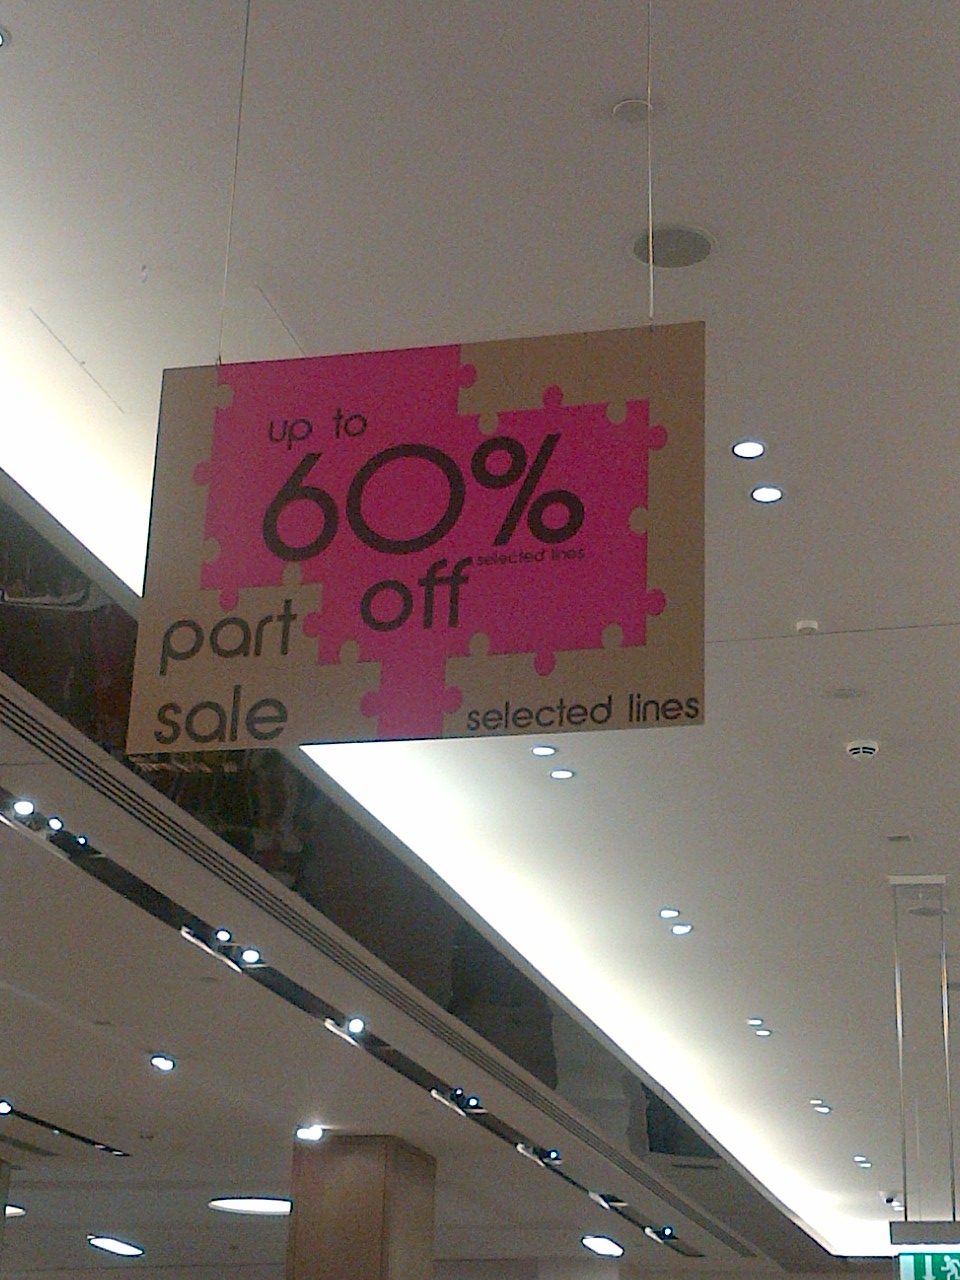 up to
60%
selected lines
off
part
sale
selected lines